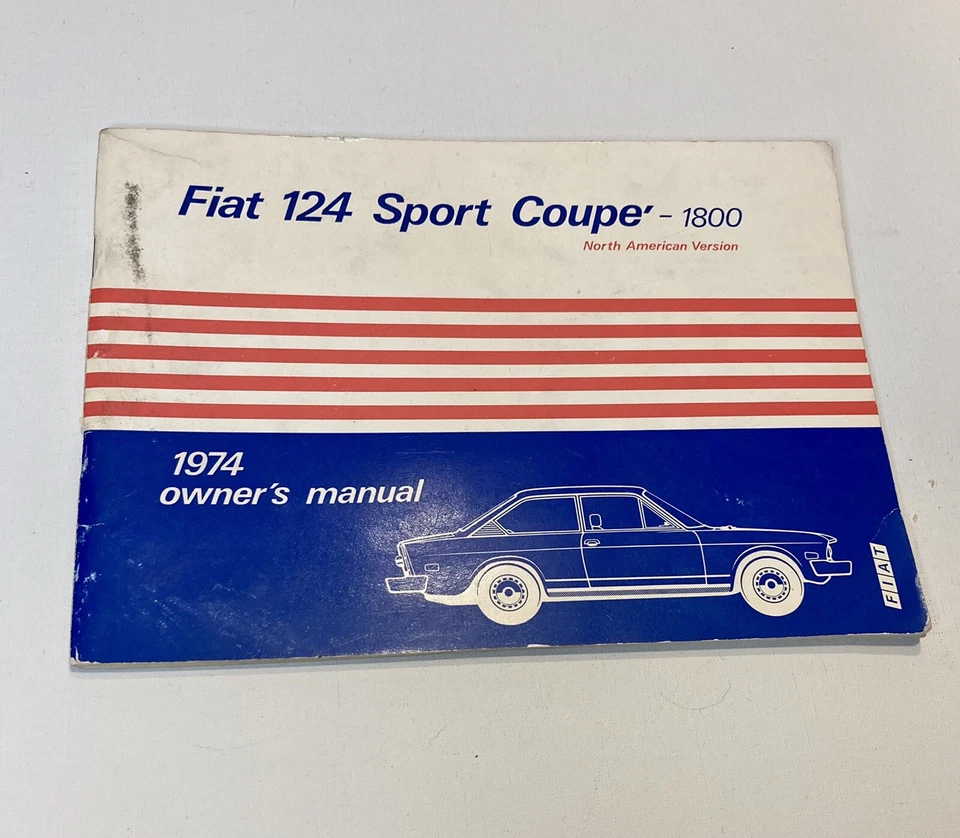 Fiat 124 Sport Coupe' - 1800
North American Version
1974
owner's manual
FIAT